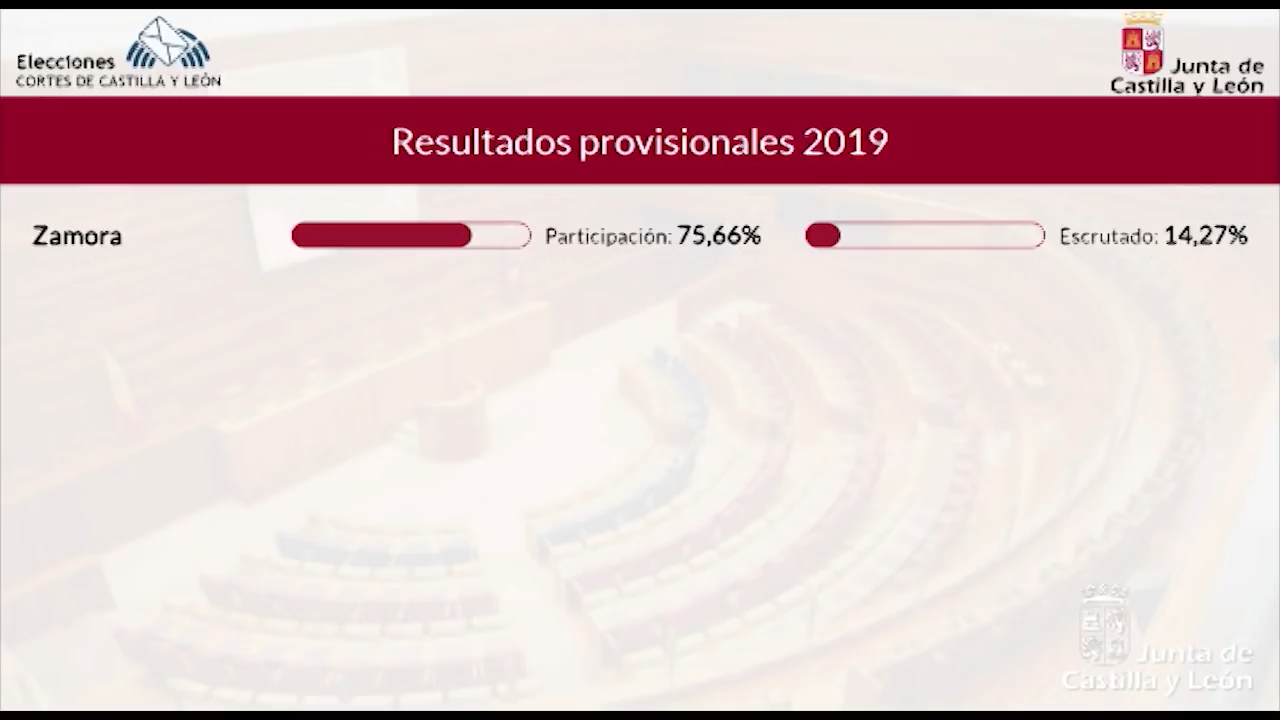 Elecciones
CORTES DE CASTILLA Y LEÓN
Junta de
Castilla y León
Resultados provisionales 2019
Zamora Participación: 75,66% Escrutado: 14,27%
Junta de
Castilla y León